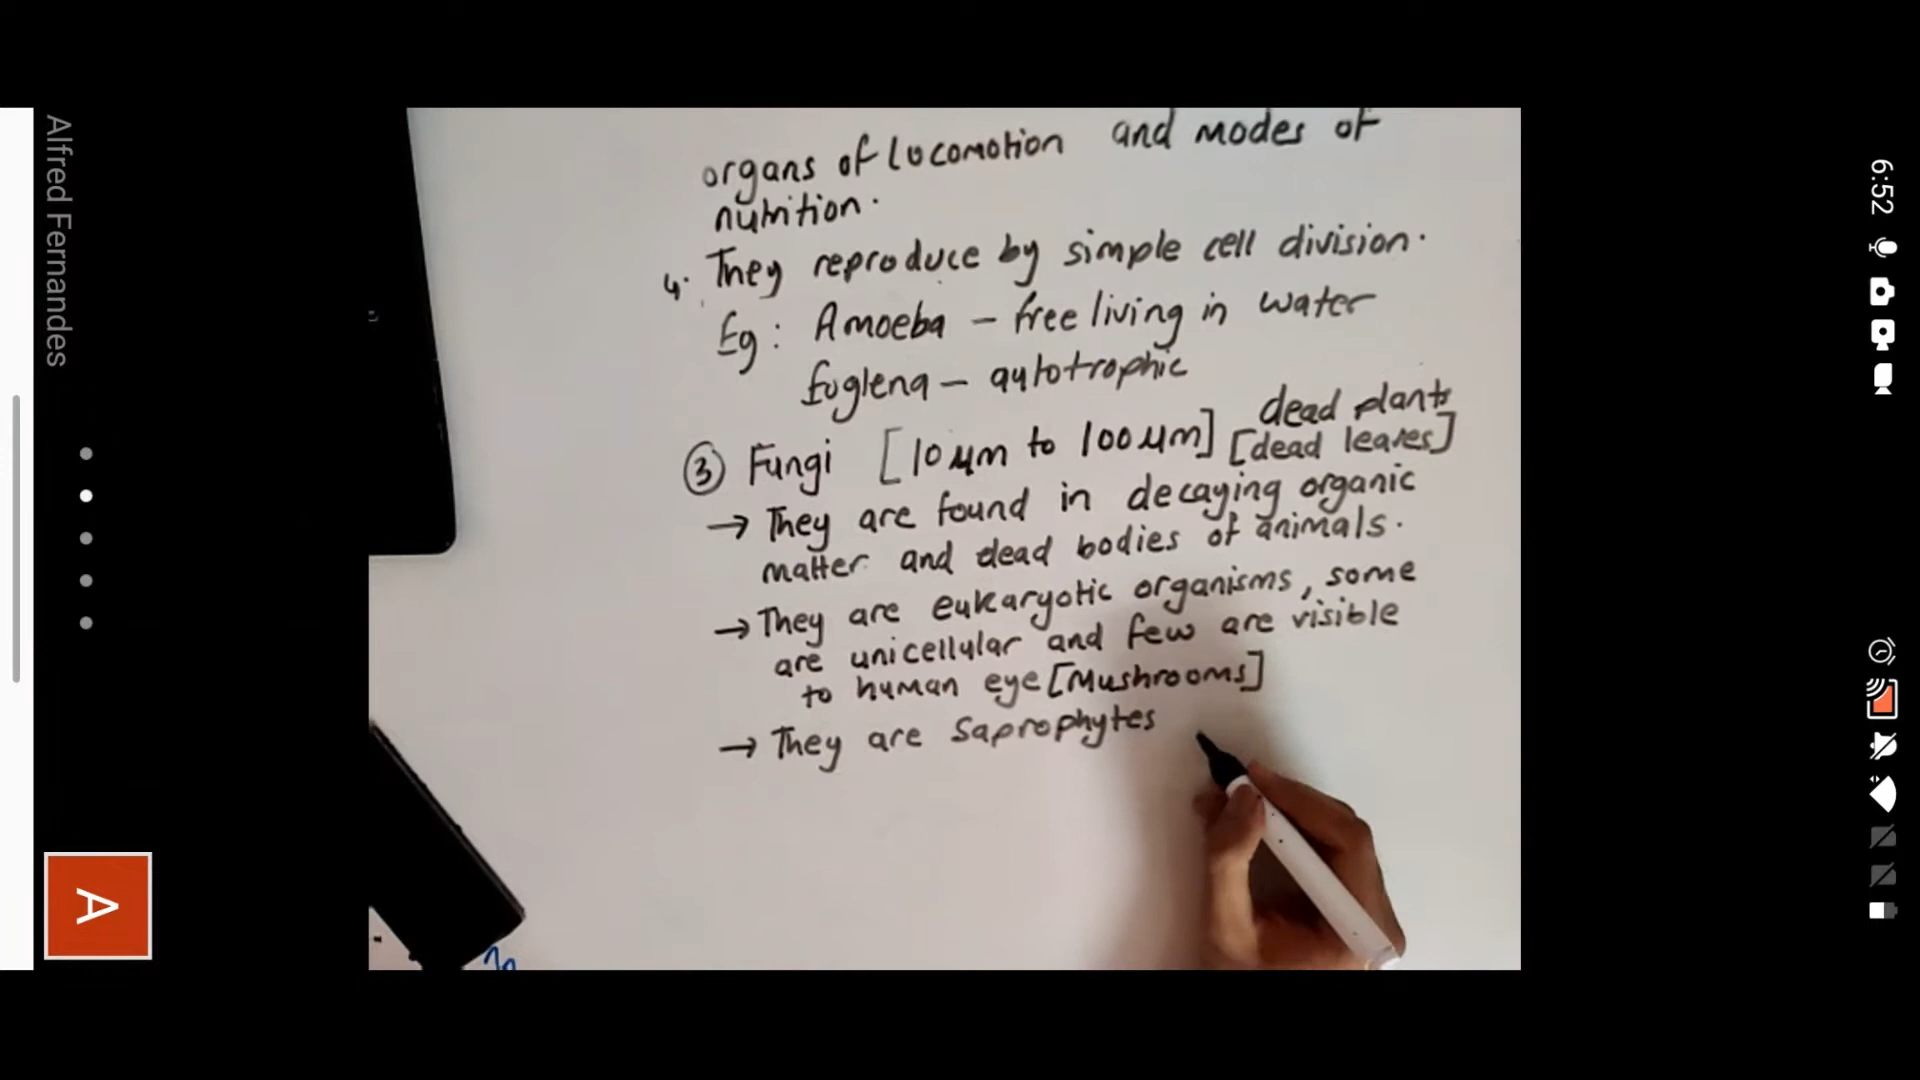 organs of locomotion and modes of
nutrition.
4. They reproduce by simple cell division.
Eg: Amoeba – free living in water
Euglena – autotrophic
dead plants
③ Fungi [10 µm to 100 µm] [dead leaves]
→ They are found in decaying organic
matter and dead bodies of animals.
→ They are eukaryotic organisms, some
are unicellular and few are visible
to human eye [Mushrooms]
→ They are Saprophytes
Alfred Fernandes
A
6:52